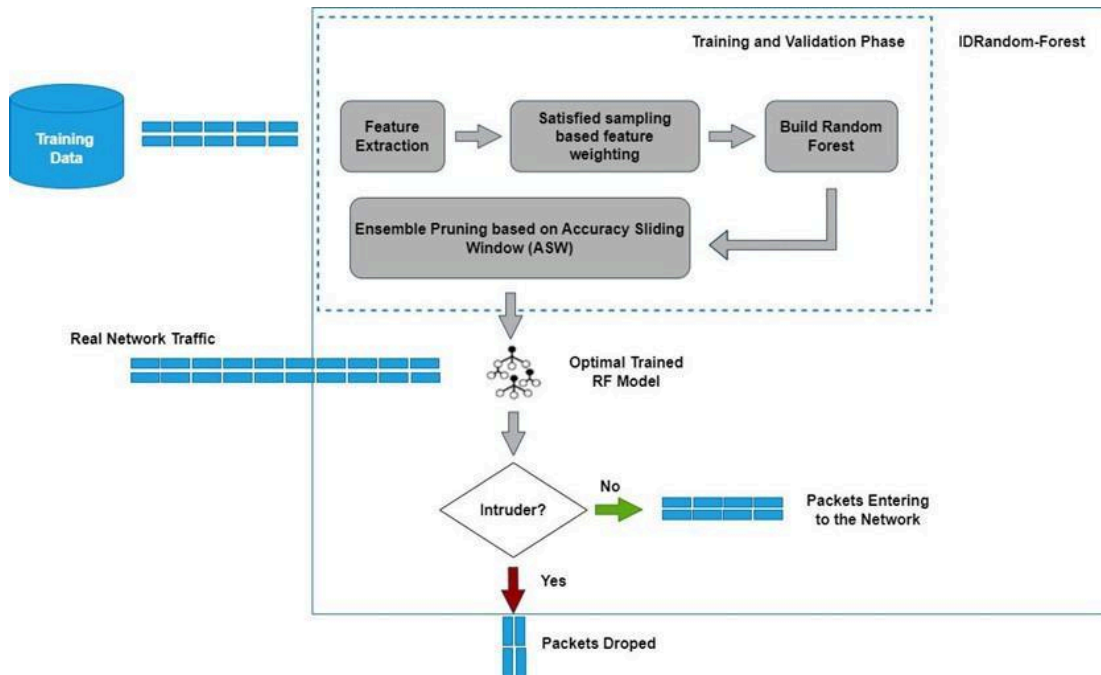 Training and Validation Phase
IDRandom-Forest
Training
Data
Feature
Extraction
Satisfied sampling
based feature
weighting
Build Random
Forest
Ensemble Pruning based on Accuracy Sliding
Window (ASW)
Real Network Traffic
Optimal Trained
RF Model
Intruder?
No
Packets Entering
to the Network
Yes
Packets Droped